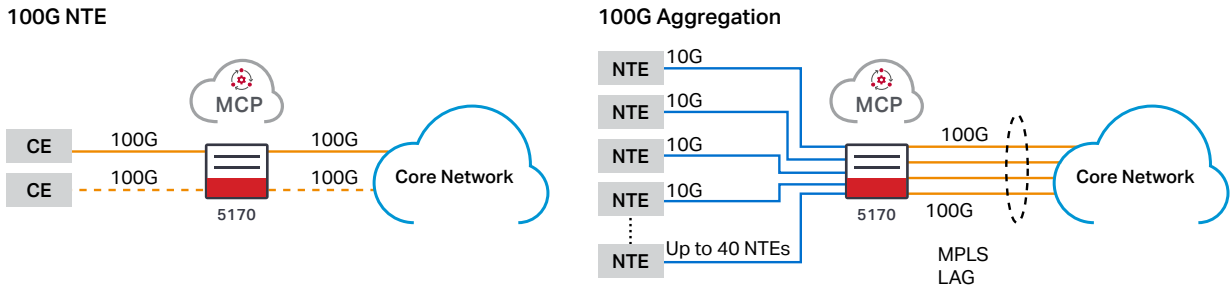 100G NTE
MCP
CE
100G
100G
CE
100G
100G
5170
Core Network
100G Aggregation
NTE
10G
NTE
10G
NTE
10G
NTE
10G
NTE
Up to 40 NTEs
MCP
5170
100G
100G
Core Network
MPLS
LAG